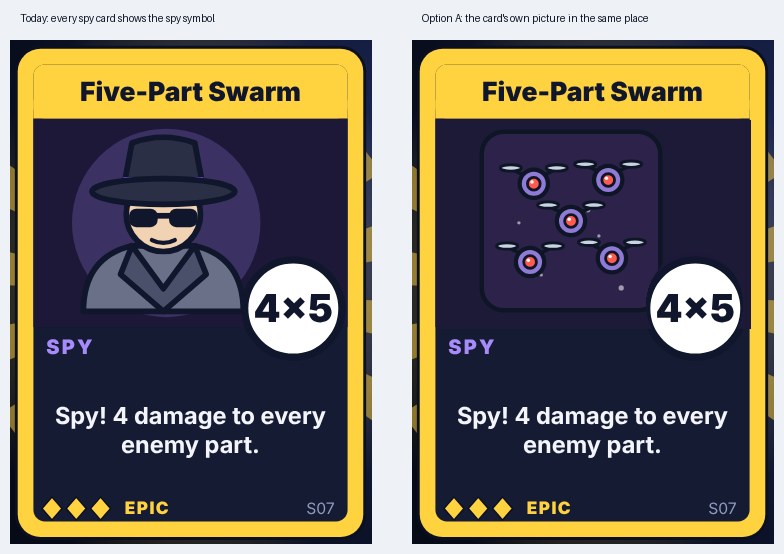 Today: every spy card shows the spy symbol
Five-Part Swarm
4×5
SPY
Spy! 4 damage to every
enemy part.
EPIC
S07
Option A: the card's own picture in the same place
Five-Part Swarm
4×5
SPY
Spy! 4 damage to every
enemy part.
EPIC
S07